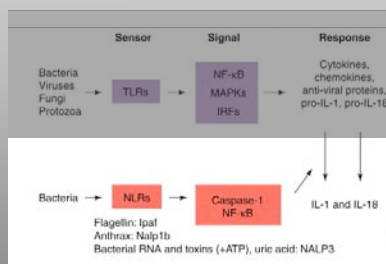 Sensor Signal Response
Bacteria
Viruses
Fungi
Protozoa
TLRs
NF-κB
MAPKs
IRFs
Cytokines,
chemokines,
anti-viral proteins,
pro-IL-1, pro-IL-18
Bacteria
NLRs
Caspase-1
NF-κB
IL-1 and IL-18
Flagellin: Ipaf
Anthrax: Nalp1b
Bacterial RNA and toxins (+ATP), uric acid: NALP3